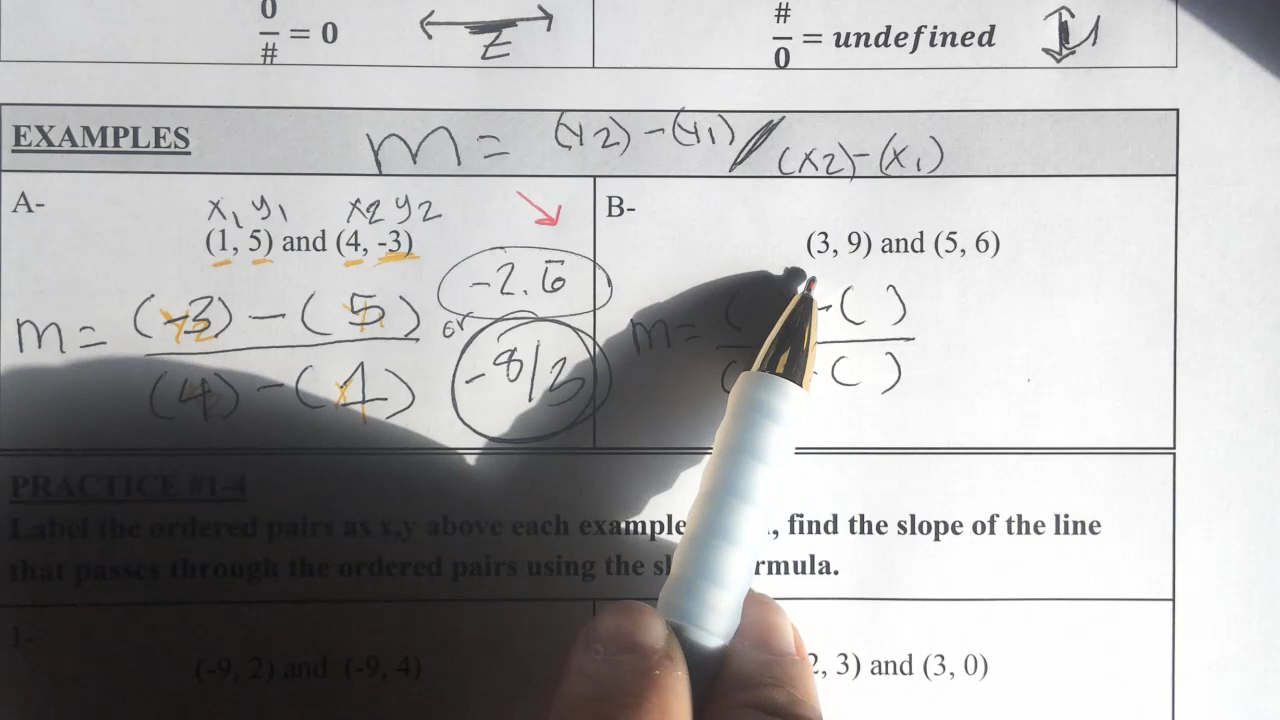 0
# = 0
Z
#
0 = undefined
EXAMPLES
m = (y2) - (y1) / (x2) - (x1)
A-
x1 y1 x2 y2
(1, 5) and (4, -3)
m = (-3) - (5)
(4) - (1)
-2.6̅
or
-8/3
B-
(3, 9) and (5, 6)
m = ( - ( )
( - ( )
PRACTICE #1-4
Label the ordered pairs as x,y above each example , find the slope of the line
that passes through the ordered pairs using the rmula.
1-
(-9, 2) and (-9, 4)
2, 3) and (3, 0)